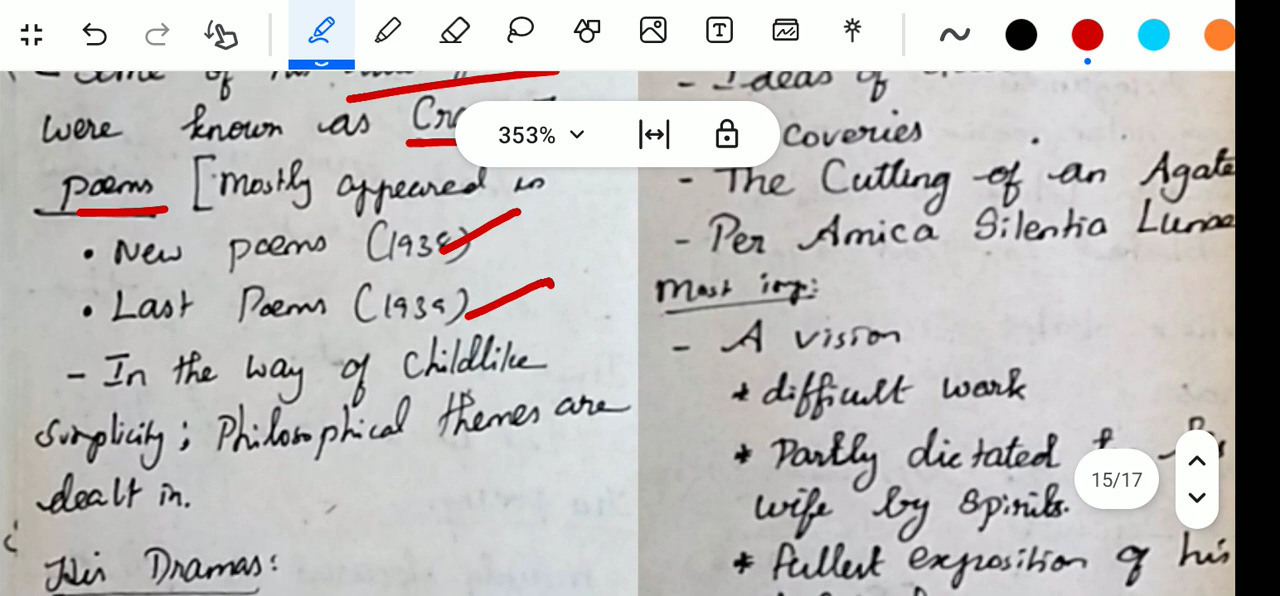 353%
were known as
poems [Mostly appeared in
• New poems (1938)
• Last Poems (1939)
- In the way of Childlike
simplicity; Philosophical themes are
dealt in.
His Dramas:
- Ideas of
coveries
- The Cutting of an Agate
- Per Amica Silentia Lunae
Most imp:
- A vision
* difficult work
* Partly dictated
wife by Spirits.
* Fullest exposition of his
15/17